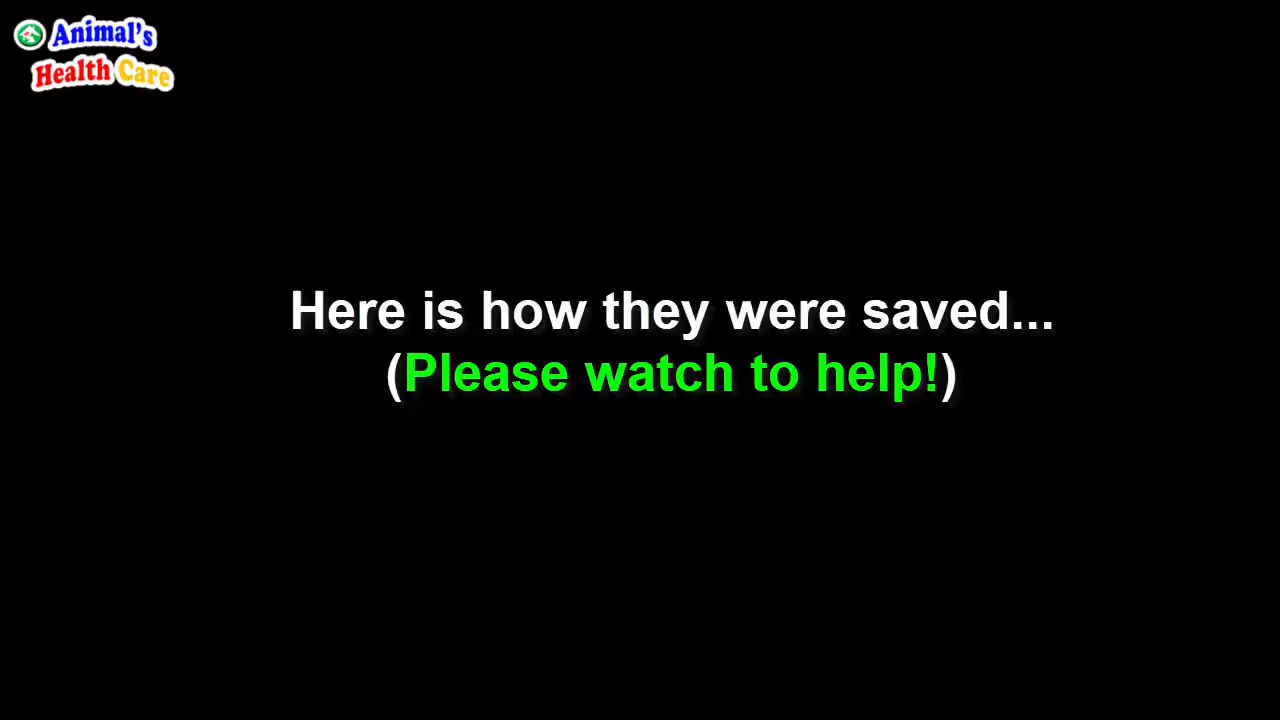 Animal's
Health Care
Here is how they were saved...
(Please watch to help!)